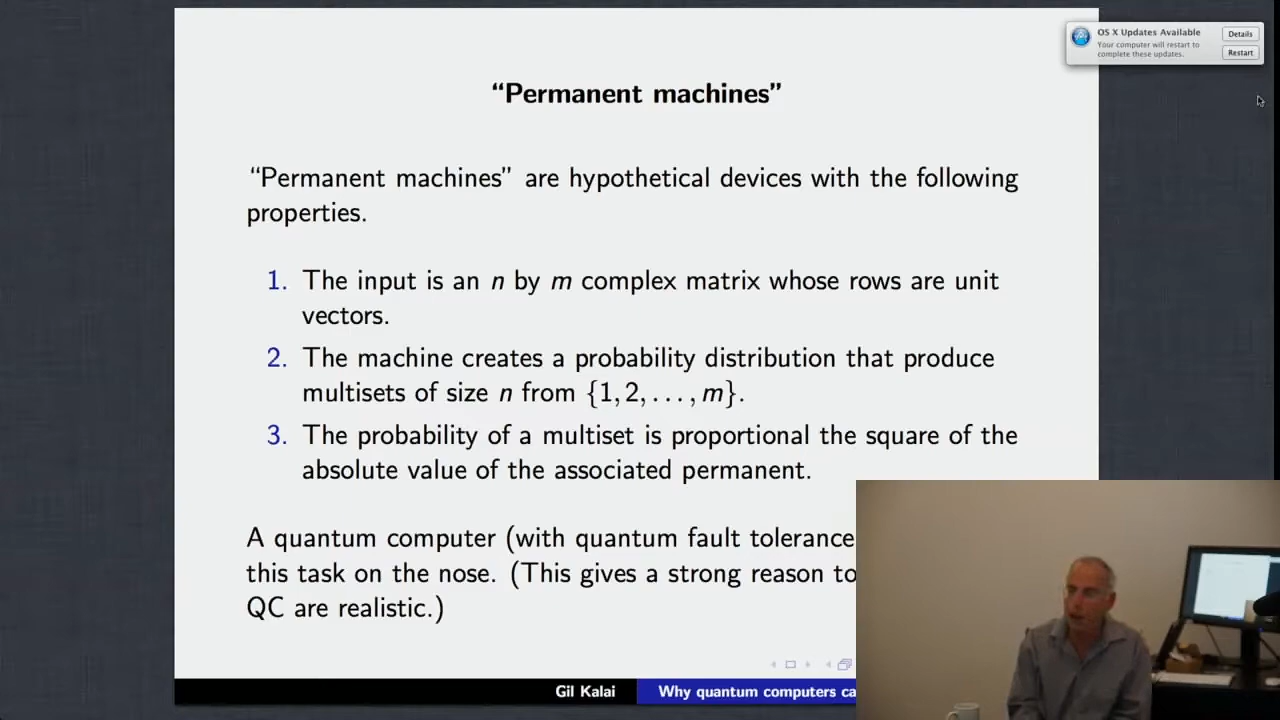 OS X Updates Available
Your computer will restart to
complete these updates.
Details
Restart
“Permanent machines”
“Permanent machines” are hypothetical devices with the following
properties.
1. The input is an n by m complex matrix whose rows are unit
vectors.
2. The machine creates a probability distribution that produce
multisets of size n from {1, 2, . . . , m}.
3. The probability of a multiset is proportional the square of the
absolute value of the associated permanent.
A quantum computer (with quantum fault tolerance
this task on the nose. (This gives a strong reason to
QC are realistic.)
Gil Kalai
Why quantum computers ca